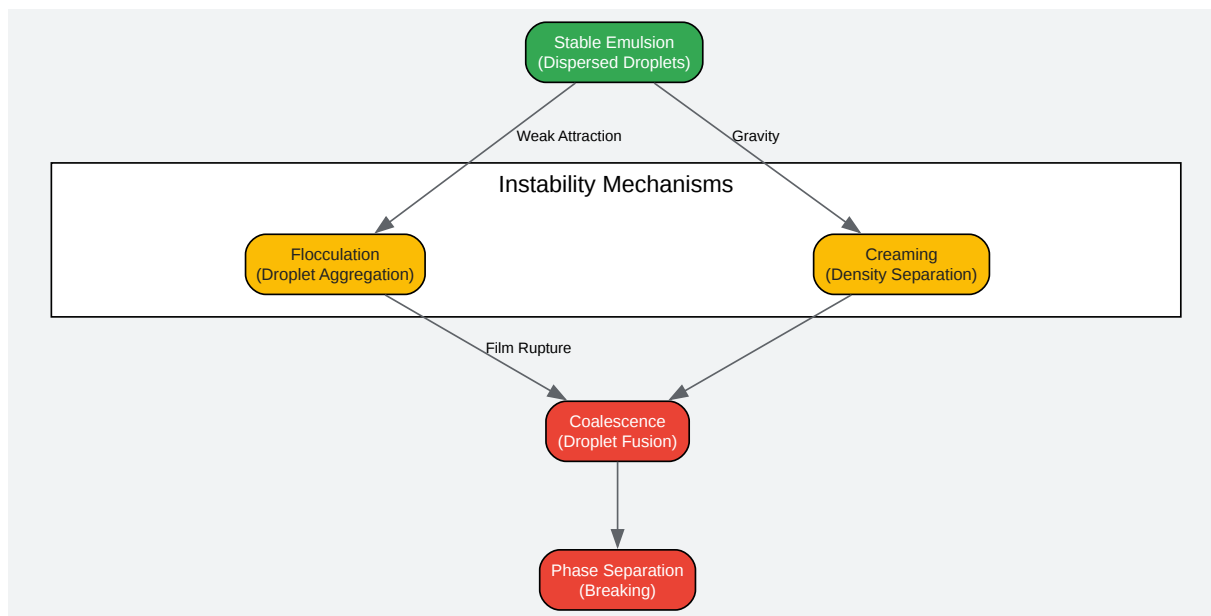 Stable Emulsion
(Dispersed Droplets)
Weak Attraction
Gravity
Instability Mechanisms
Flocculation
(Droplet Aggregation)
Creaming
(Density Separation)
Film Rupture
Coalescence
(Droplet Fusion)
Phase Separation
(Breaking)